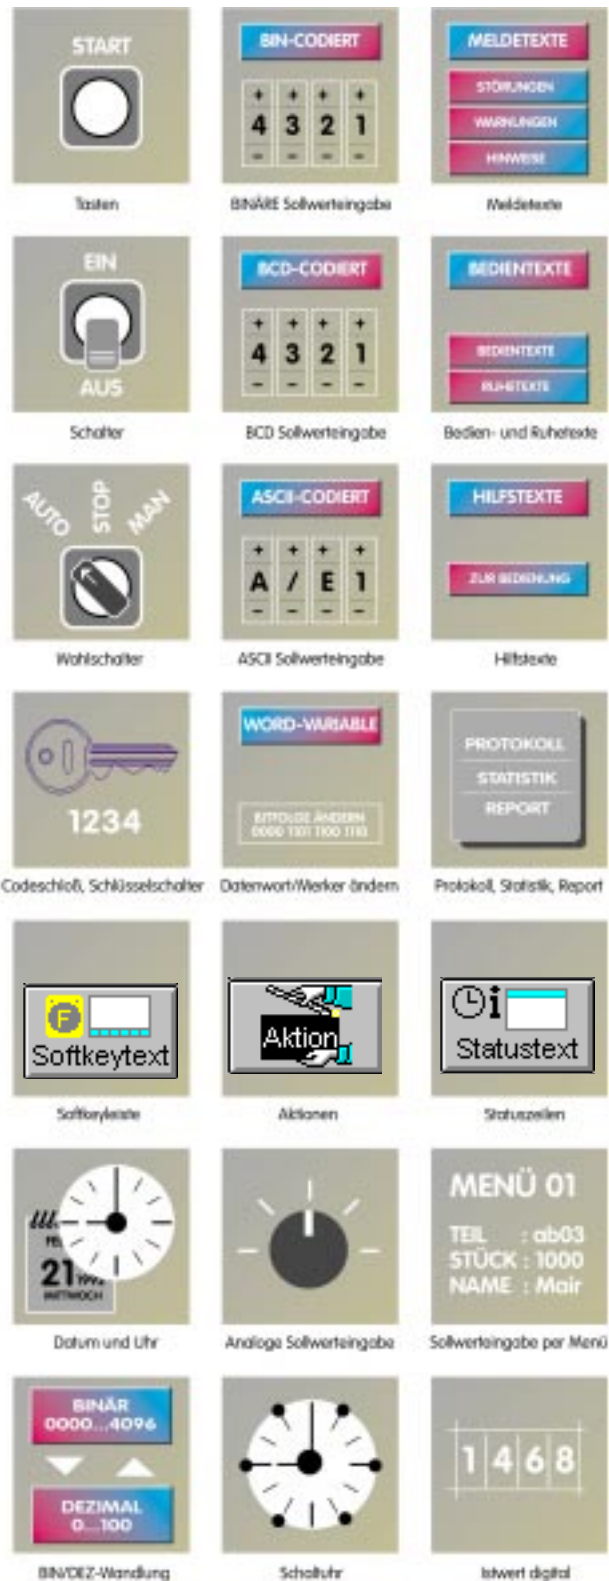 START
BIN-CODIERT
+ + + +
4 3 2 1
- - - -
MELDETEXTE
STÖRUNGEN
WARNUNGEN
HINWEISE
Tasten
BINÄRE Sollwerteingabe
Meldetexte
EIN
AUS
BCD-CODIERT
+ + + +
4 3 2 1
- - - -
BEDIENTEXTE
BEDIENTEXTE
RUHETEXTE
Schalter
BCD Sollwerteingabe
Bedien- und Ruhetexte
AUTO STOP MAN
ASCII-CODIERT
+ + + +
A / E 1
- - - -
HILFSTEXTE
ZUR BEDIENUNG
Wahlschalter
ASCII Sollwerteingabe
Hilfstexte
1234
WORD-VARIABLE
BITFOLGE ÄNDERN
0000 1101 1100 1110
PROTOKOLL
STATISTIK
REPORT
Codeschloß, Schlüsselschalter
Datenwort/Merker ändern
Protokoll, Statistik, Report
F
Softkeytext
Aktion
i
Statustext
Softkeyleiste
Aktionen
Statuszeilen
21
MITTWOCH
MENÜ 01
TEIL : ab03
STÜCK : 1000
NAME : Mair
Datum und Uhr
Analoge Sollwerteingabe
Sollwerteingabe per Menü
BINÄR
0000...4096
DEZIMAL
0...100
1468
BIN/DEZ-Wandlung
Schaltuhr
Istwert digital